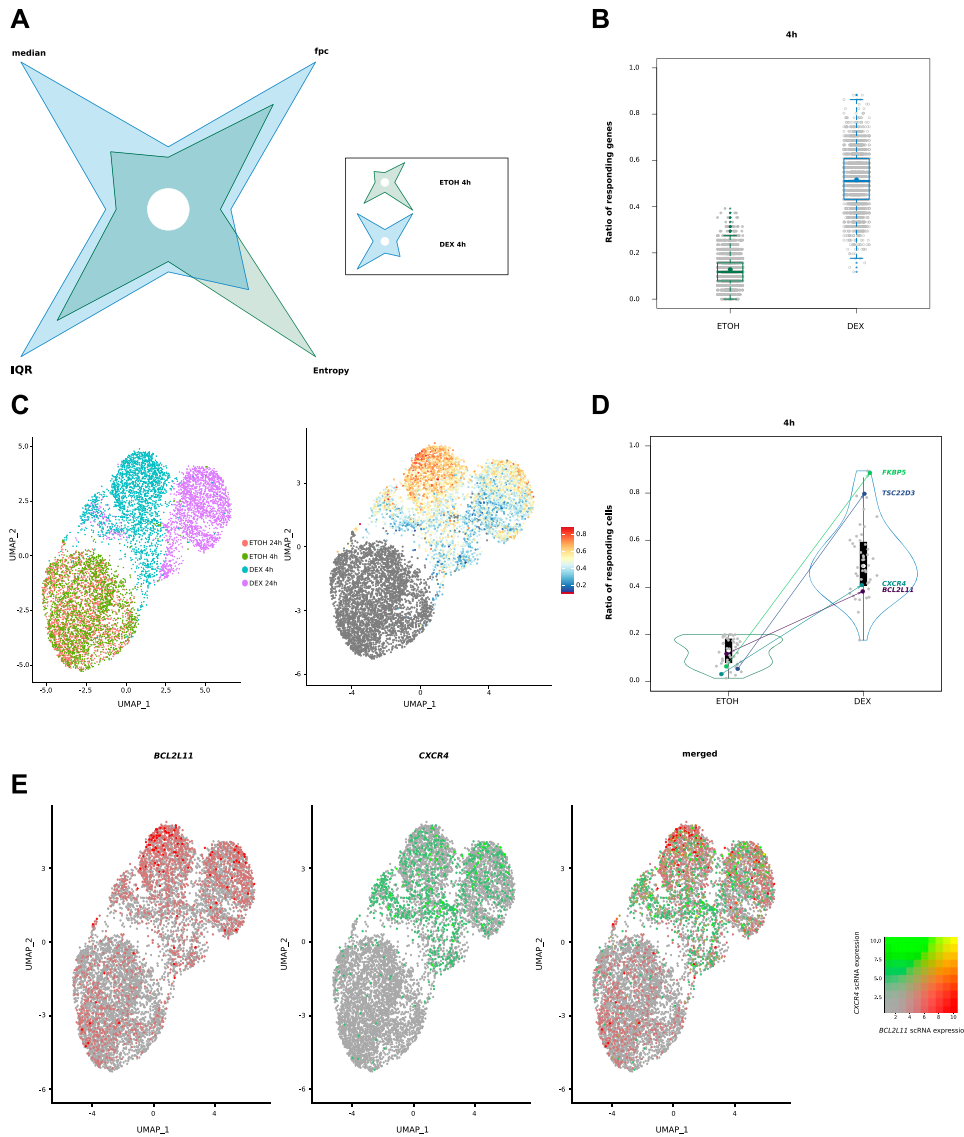 A
median
fpc
IQR
Entropy
ETOH 4h
DEX 4h
B
4h
Ratio of responding genes
1.0
0.8
0.6
0.4
0.2
0.0
ETOH
DEX
C
UMAP_2
5.0
2.5
0.0
-2.5
-5.0
-5.0
-2.5
0.0
2.5
5.0
UMAP_1
ETOH 24h
ETOH 4h
DEX 4h
DEX 24h
UMAP_2
3
0
-3
-6
-4
0
4
UMAP_1
0.8
0.6
0.4
0.2
D
4h
Ratio of responding cells
1.0
0.8
0.6
0.4
0.2
0.0
ETOH
DEX
FKBP5
TSC22D3
CXCR4
BCL2L11
E
BCL2L11
UMAP_2
3
0
-3
-6
-4
0
4
UMAP_1
CXCR4
UMAP_2
3
0
-3
-6
-4
0
4
UMAP_1
merged
UMAP_2
3
0
-3
-6
-4
0
4
UMAP_1
CXCR4 scRNA expression
10.0
7.5
5.0
2.5
2
4
6
8
10
BCL2L11 scRNA expressio